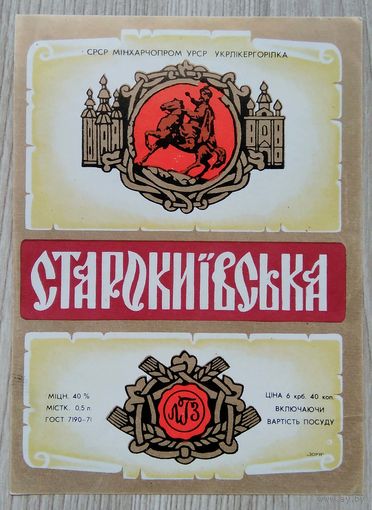 СРСР МІНХАРЧОПРОМ УРСР УКРЛІКЕРГОРІЛКА
СТАРОКИЇВСЬКА
МІЦН. 40 %
МІСТК. 0,5 л
ГОСТ 7190-71
ЛГЗ
ЦІНА 6 крб. 40 коп.
ВКЛЮЧАЮЧИ
ВАРТІСТЬ ПОСУДУ